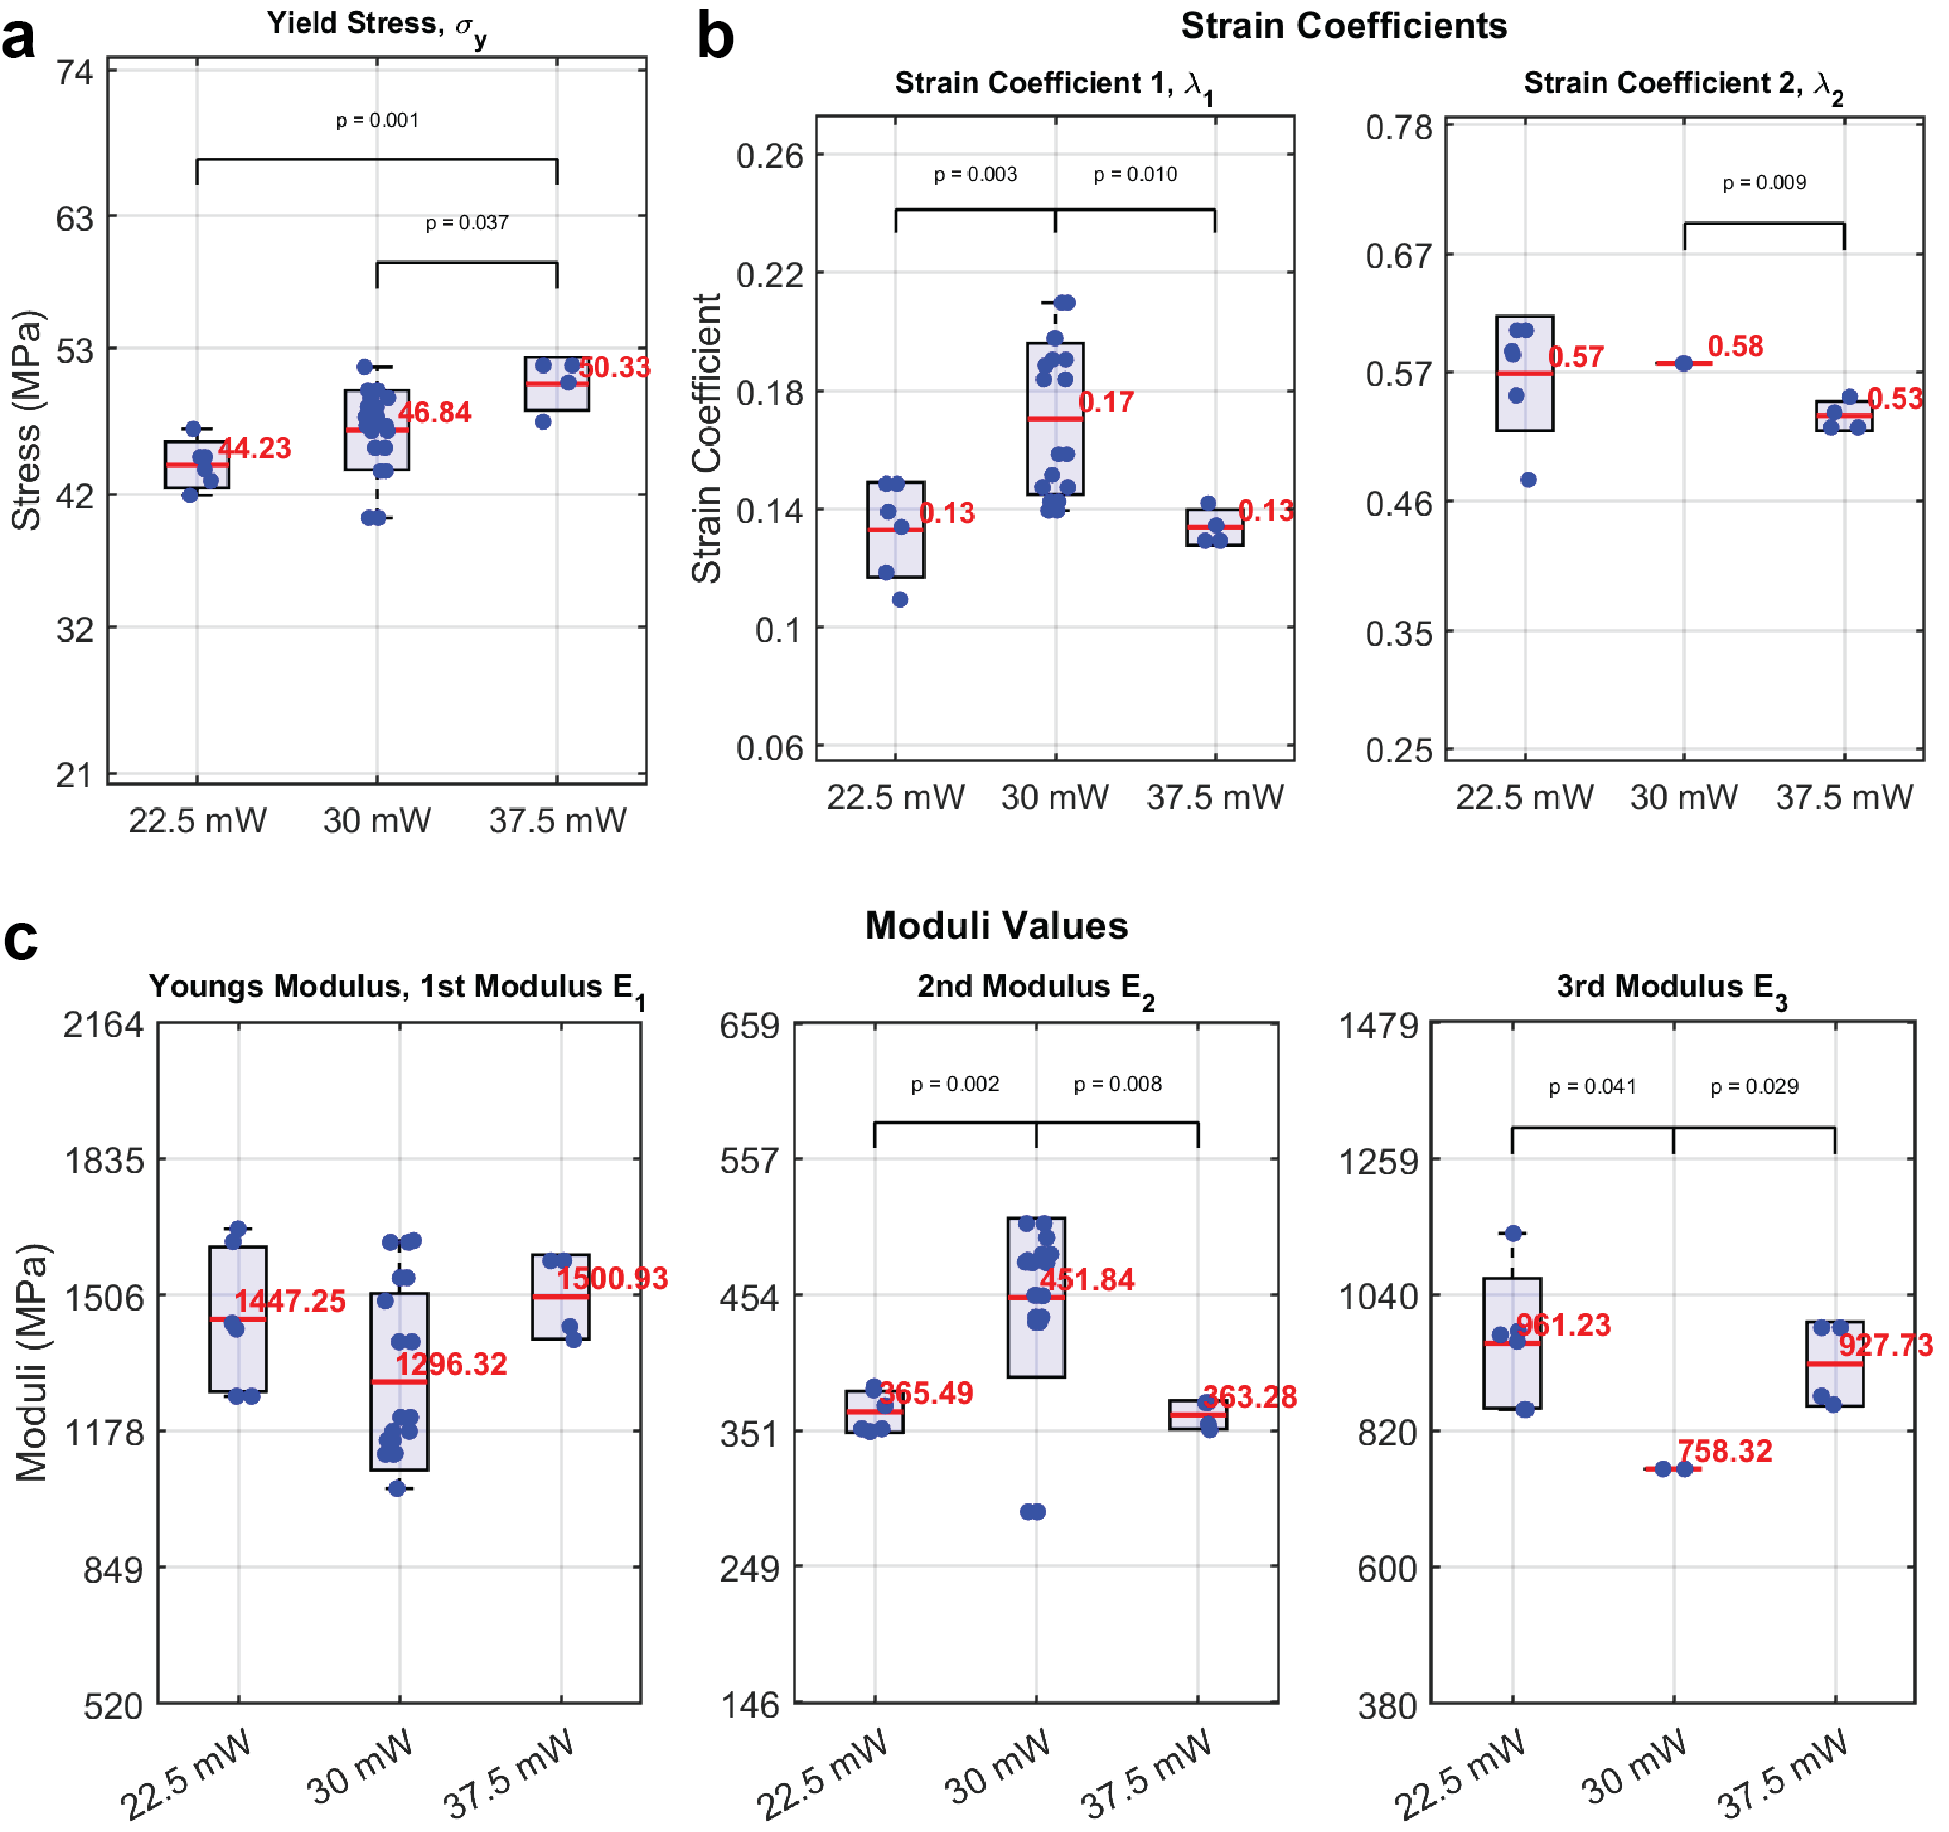 a
Yield Stress, σy
74
63
53
42
32
21
Stress (MPa)
p = 0.001
p = 0.037
44.23
46.84
50.33
22.5 mW 30 mW 37.5 mW
b
Strain Coefficients
Strain Coefficient 1, λ1
0.26
0.22
0.18
0.14
0.1
0.06
Strain Coefficient
p = 0.003 p = 0.010
0.13
0.17
0.13
22.5 mW 30 mW 37.5 mW
Strain Coefficient 2, λ2
0.78
0.67
0.57
0.46
0.35
0.25
p = 0.009
0.57
0.58
0.53
22.5 mW 30 mW 37.5 mW
c
Moduli Values
Youngs Modulus, 1st Modulus E1
2164
1835
1506
1178
849
520
Moduli (MPa)
1447.25
1296.32
1500.93
22.5 mW 30 mW 37.5 mW
2nd Modulus E2
659
557
454
351
249
146
p = 0.002 p = 0.008
365.49
451.84
363.28
22.5 mW 30 mW 37.5 mW
3rd Modulus E3
1479
1259
1040
820
600
380
p = 0.041 p = 0.029
961.23
758.32
927.73
22.5 mW 30 mW 37.5 mW